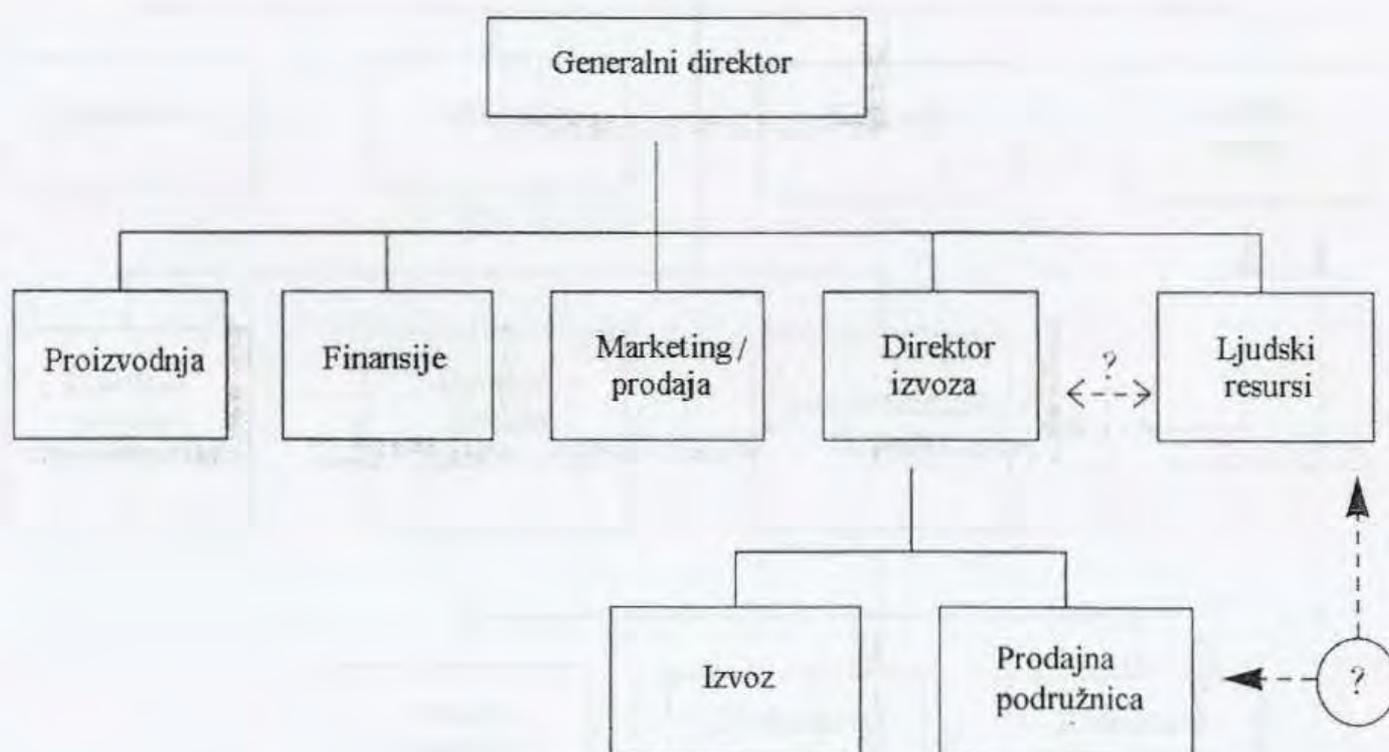 Generalni direktor
Proizvodnja
Finansije
Marketing/
prodaja
Direktor
izvoza
?
Ljudski
resursi
Izvoz
Prodajna
podružnica
?